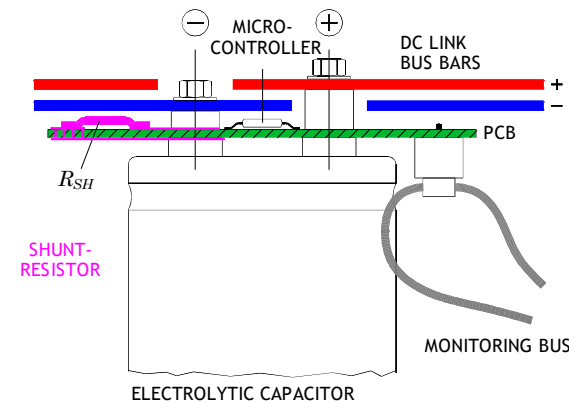 MICRO-
CONTROLLER
− +
DC LINK
BUS BARS
+
−
PCB
R_SH
SHUNT-
RESISTOR
MONITORING BUS
ELECTROLYTIC CAPACITOR